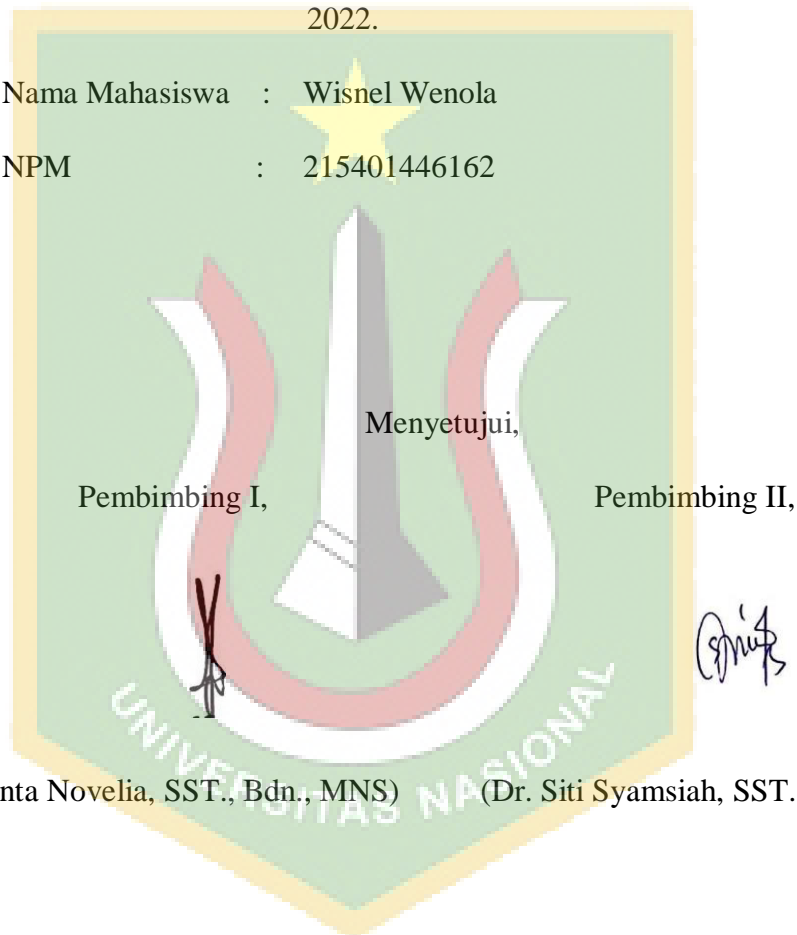 2022.
Nama Mahasiswa : Wisnel Wenola
NPM : 215401446162
Menyetujui,
Pembimbing I, Pembimbing II,
UNIVERSITAS NASIONAL
nta Novelia, SST., Bdn., MNS) (Dr. Siti Syamsiah, SST.